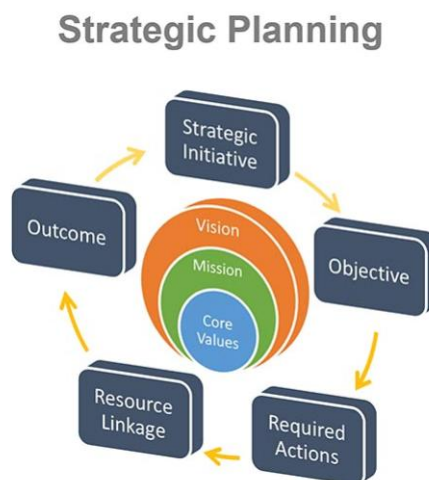 Strategic Planning
Strategic
Initiative
Objective
Required
Actions
Resource
Linkage
Outcome
Vision
Mission
Core
Values